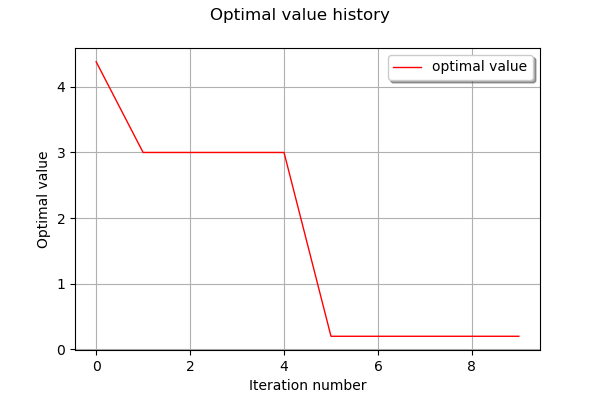 Optimal value history
optimal value
4
3
2
1
0
Optimal value
0 2 4 6 8
Iteration number